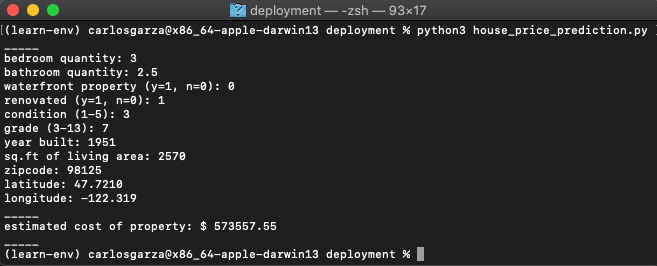 deployment — -zsh — 93×17
[(learn-env) carlosgarza@x86_64-apple-darwin13 deployment % python3 house_price_prediction.py ]
_____
bedroom quantity: 3
bathroom quantity: 2.5
waterfront property (y=1, n=0): 0
renovated (y=1, n=0): 1
condition (1-5): 3
grade (3-13): 7
year built: 1951
sq.ft of living area: 2570
zipcode: 98125
latitude: 47.7210
longitude: -122.319
_____
estimated cost of property: $ 573557.55
_____
(learn-env) carlosgarza@x86_64-apple-darwin13 deployment %